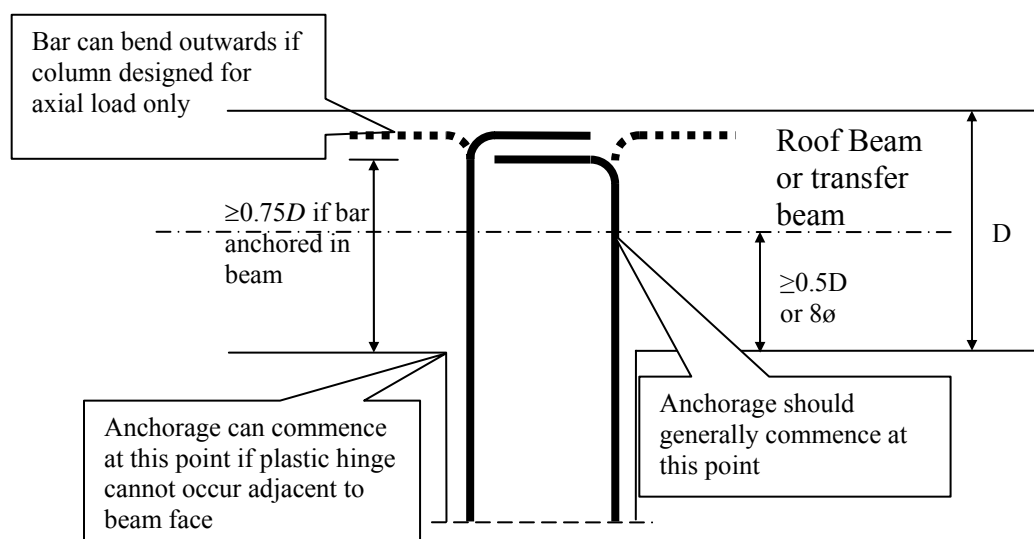 Bar can bend outwards if
column designed for
axial load only
Roof Beam
or transfer
beam
≥0.75D if bar
anchored in
beam
D
≥0.5D
or 8ø
Anchorage can commence
at this point if plastic hinge
cannot occur adjacent to
beam face
Anchorage should
generally commence at
this point